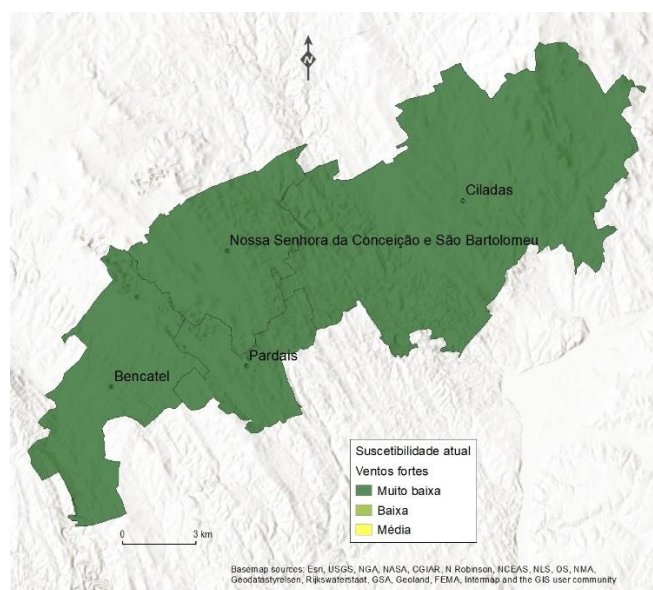 N
Ciladas
Nossa Senhora da Conceição e São Bartolomeu
Pardais
Bencatel
Suscetibilidade atual
Ventos fortes
Muito baixa
Baixa
Média
0 3 km
Basemap sources: Esri, USGS, NGA, NASA, CGIAR, N Robinson, NCEAS, NLS, OS, NMA,
Geodatastyrelsen, Rijkswaterstaat, GSA, Geoland, FEMA, Intermap and the GIS user community